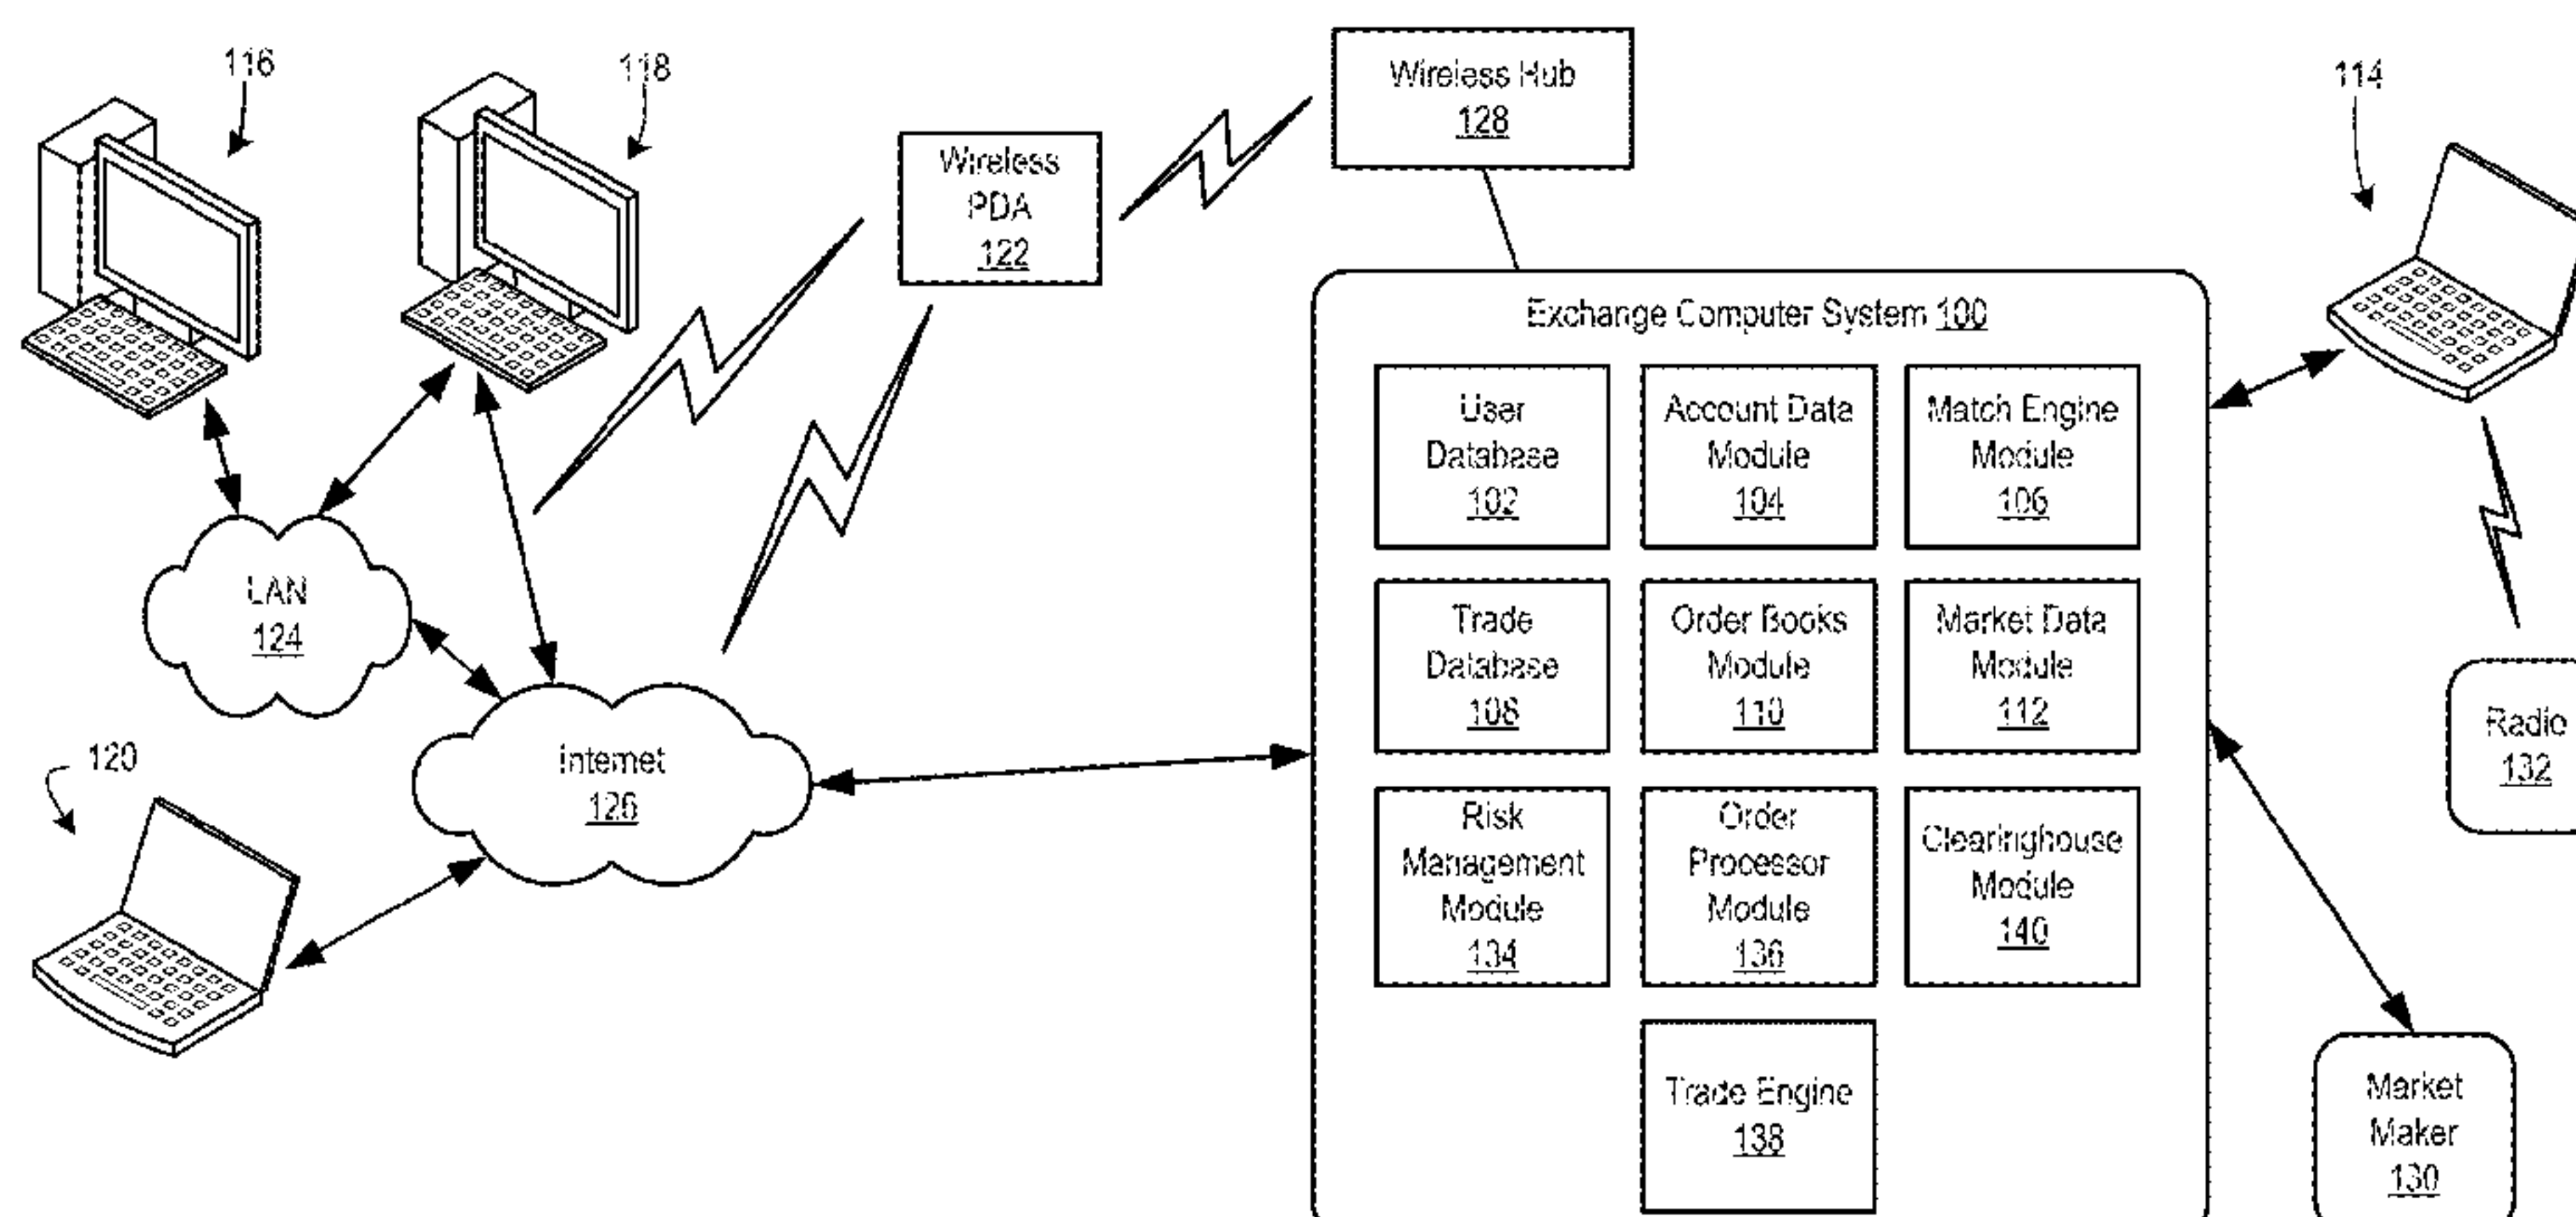 116
118
Wireless Hub
128
114
Wireless
PDA
122
Exchange Computer System 100
User
Database
102
Account Data
Module
104
Match Engine
Module
106
LAN
124
Trade
Database
108
Order Books
Module
110
Market Data
Module
112
Radio
132
120
Internet
126
Risk
Management
Module
134
Order
Processor
Module
136
Clearinghouse
Module
140
Trade Engine
138
Market
Maker
130